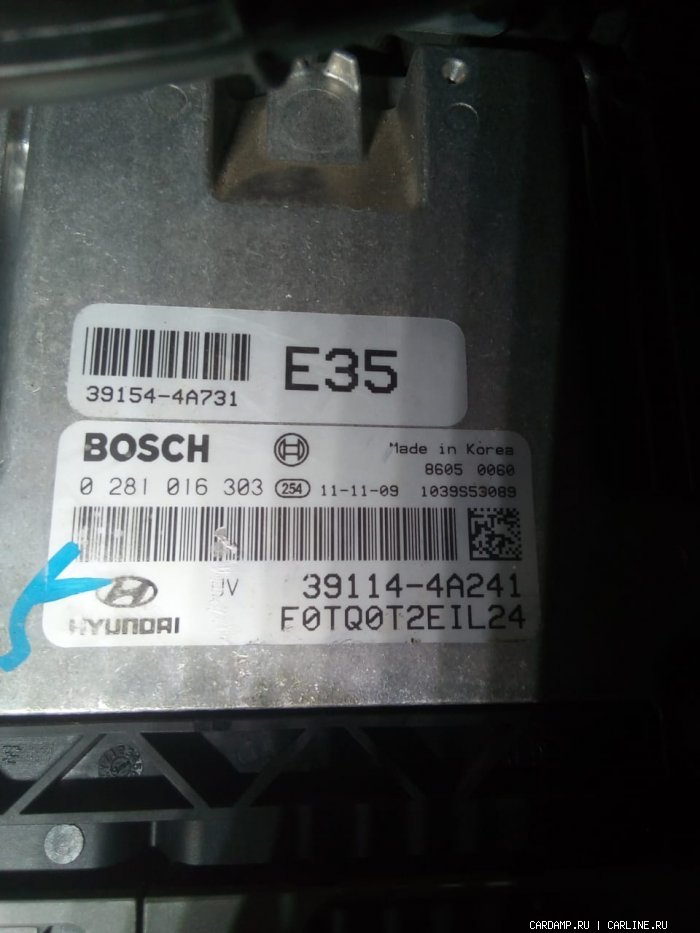 E35
39154-4A731
BOSCH
Made in Korea
8605 0060
0 281 016 303 254 11-11-09 1039S53089
UV 39114-4A241
HYUNDAI F0TQ0T2EIL24
CARDAMP.RU | CARLINE.RU